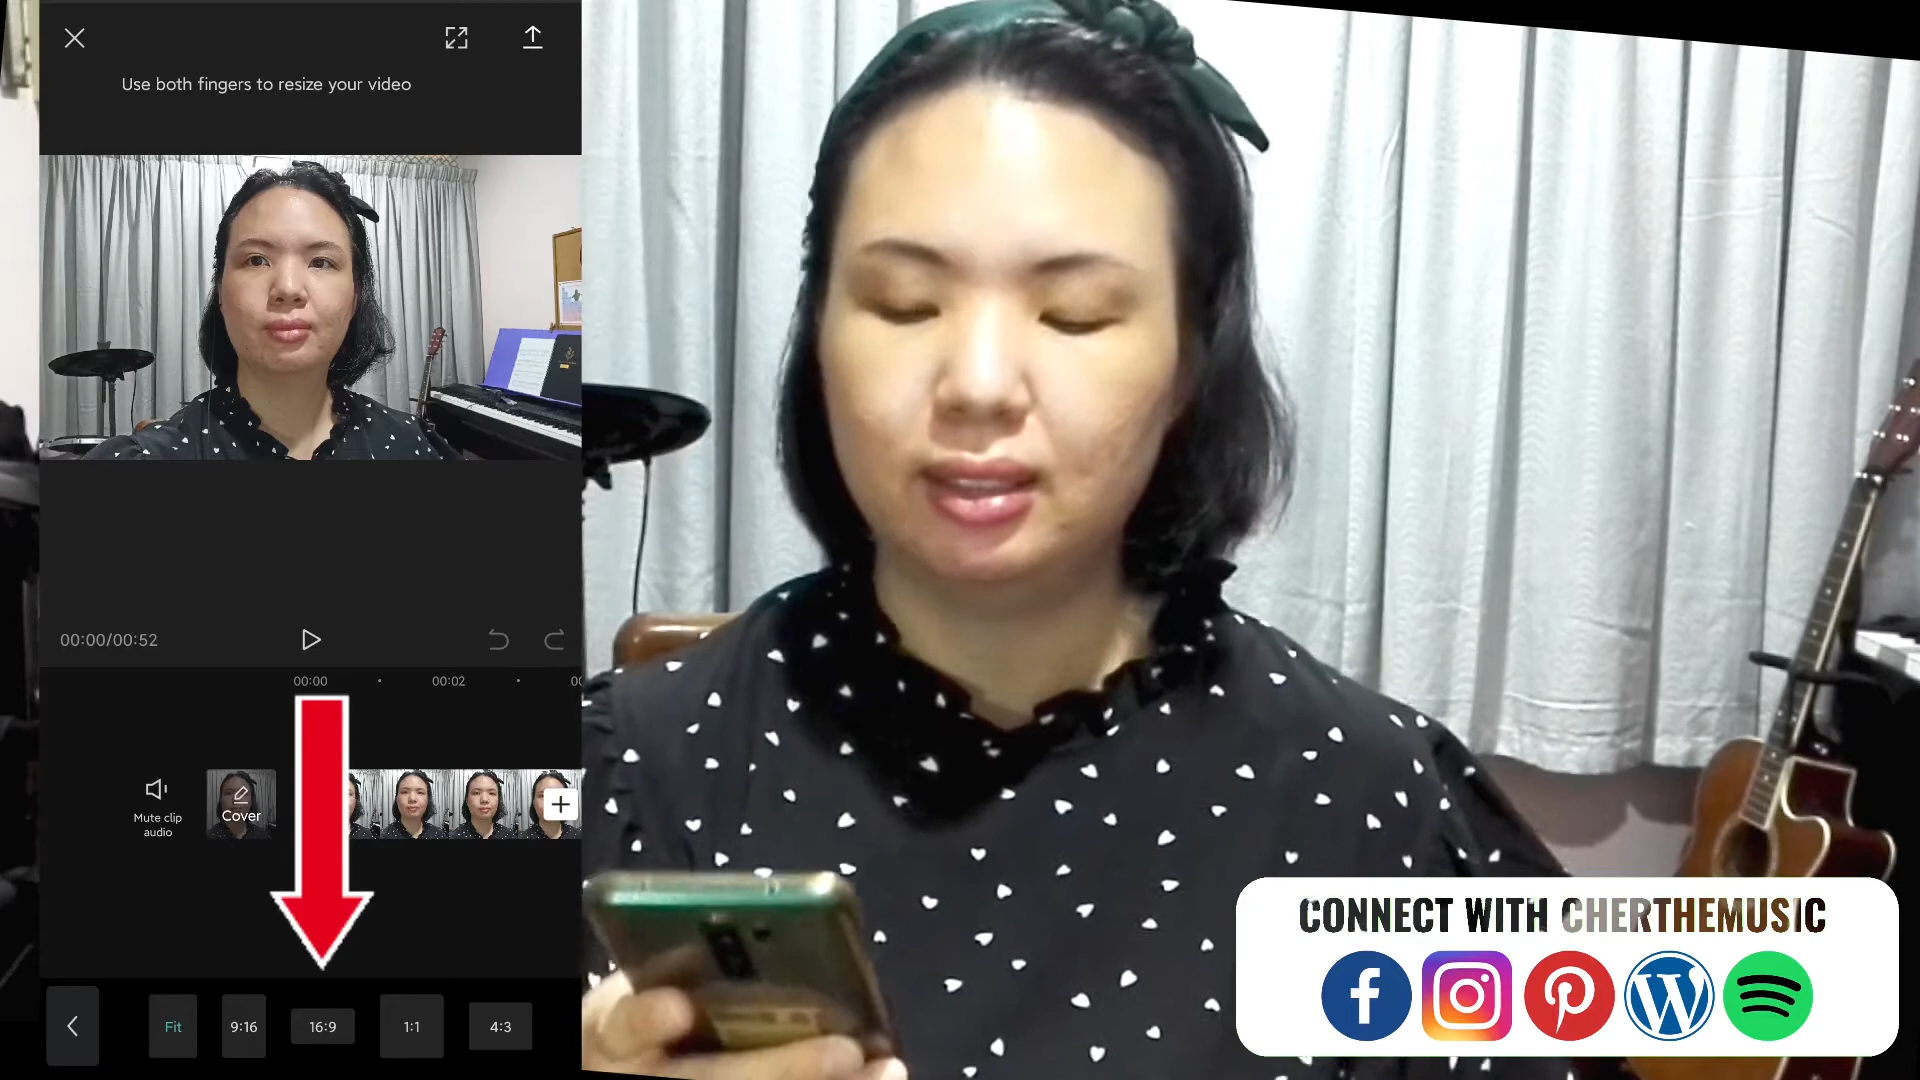 Use both fingers to resize your video
00:00/00:52
00:00 • 00:02 •
Mute clip
audio
Cover
Fit 9:16 16:9 1:1 4:3
CONNECT WITH CHERTHEMUSIC